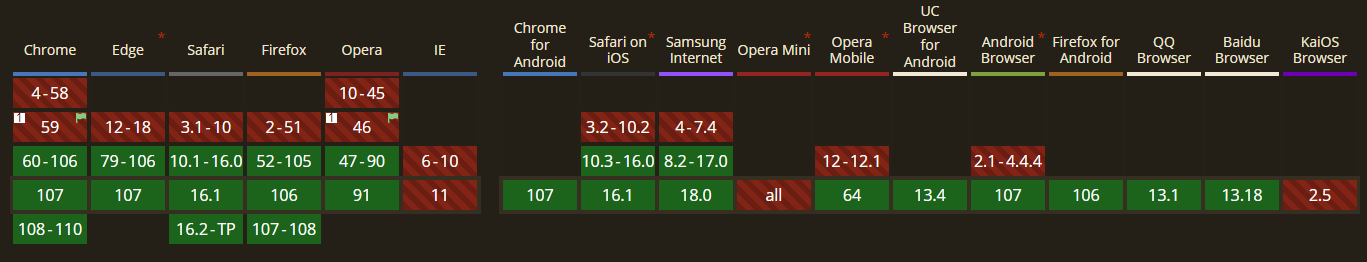 Chrome Edge * Safari Firefox Opera IE Chrome for Android Safari on iOS * Samsung Internet Opera Mini * Opera Mobile * UC Browser for Android Android Browser * Firefox for Android QQ Browser Baidu Browser KaiOS Browser
4-58 10-45
1 59 12-18 3.1-10 2-51 1 46 3.2-10.2 4-7.4
60-106 79-106 10.1-16.0 52-105 47-90 6-10 10.3-16.0 8.2-17.0 12-12.1 2.1-4.4.4
107 107 16.1 106 91 11 107 16.1 18.0 all 64 13.4 107 106 13.1 13.18 2.5
108-110 16.2-TP 107-108